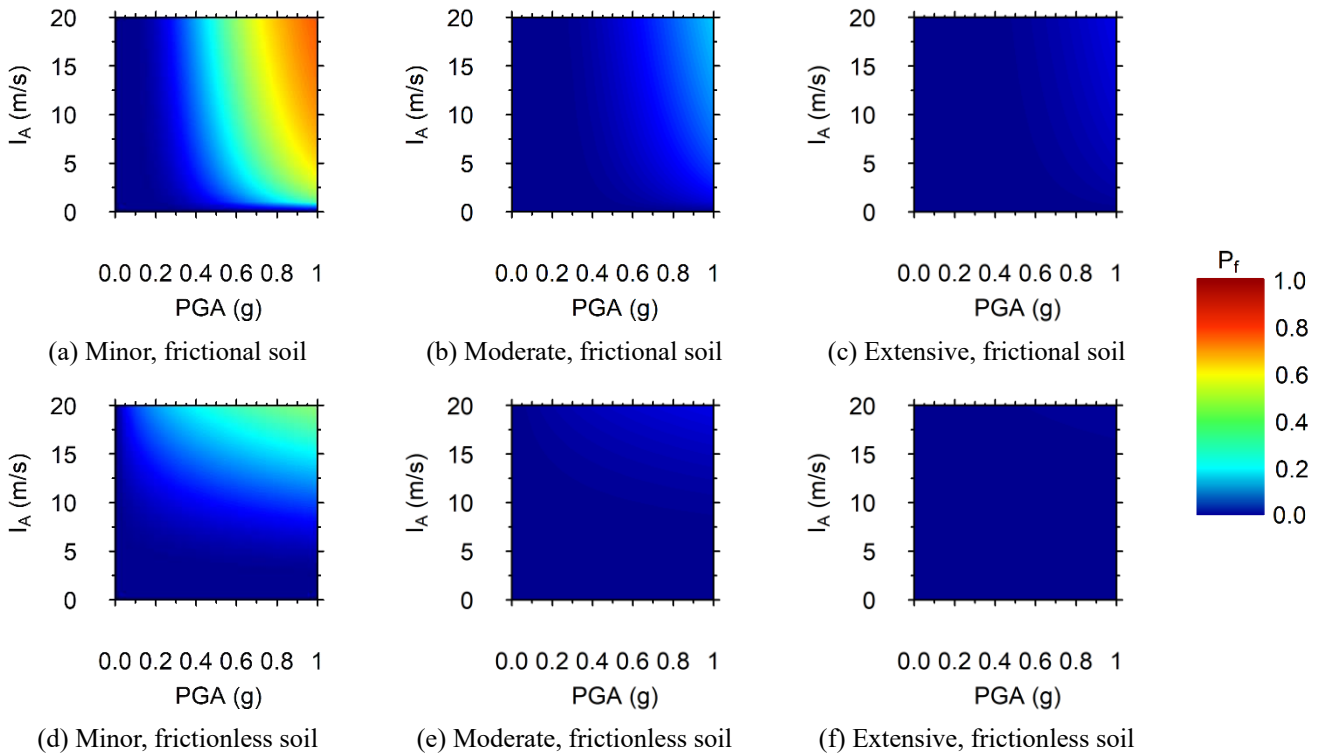 20
15
10
5
0
I_A (m/s)
0.0 0.2 0.4 0.6 0.8 1
PGA (g)
(a) Minor, frictional soil
20
15
10
5
0
I_A (m/s)
0.0 0.2 0.4 0.6 0.8 1
PGA (g)
(b) Moderate, frictional soil
20
15
10
5
0
I_A (m/s)
0.0 0.2 0.4 0.6 0.8 1
PGA (g)
(c) Extensive, frictional soil
P_f
1.0
0.8
0.6
0.4
0.2
0.0
20
15
10
5
0
I_A (m/s)
0.0 0.2 0.4 0.6 0.8 1
PGA (g)
(d) Minor, frictionless soil
20
15
10
5
0
I_A (m/s)
0.0 0.2 0.4 0.6 0.8 1
PGA (g)
(e) Moderate, frictionless soil
20
15
10
5
0
I_A (m/s)
0.0 0.2 0.4 0.6 0.8 1
PGA (g)
(f) Extensive, frictionless soil